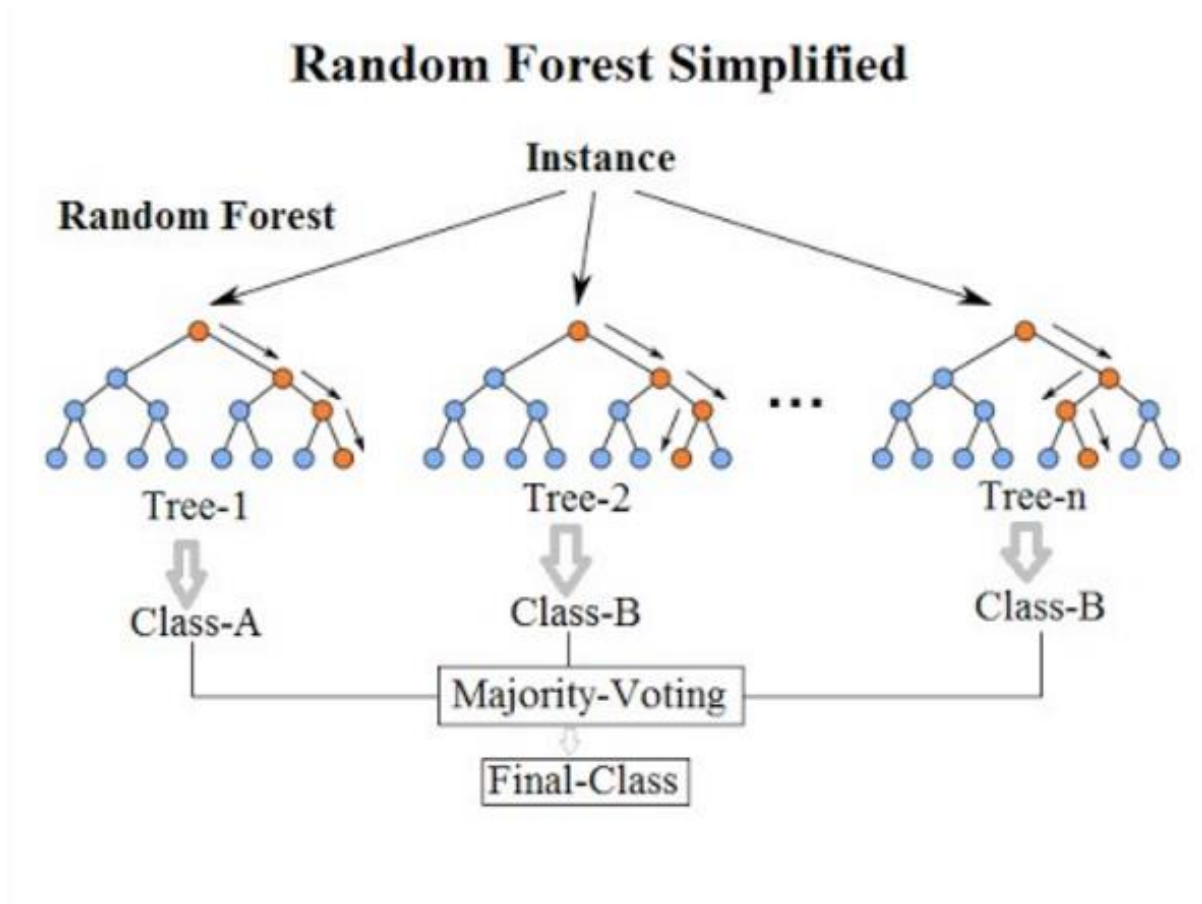 Random Forest Simplified
Instance
Random Forest
...
Tree-1
Tree-2
Tree-n
Class-A
Class-B
Class-B
Majority-Voting
Final-Class